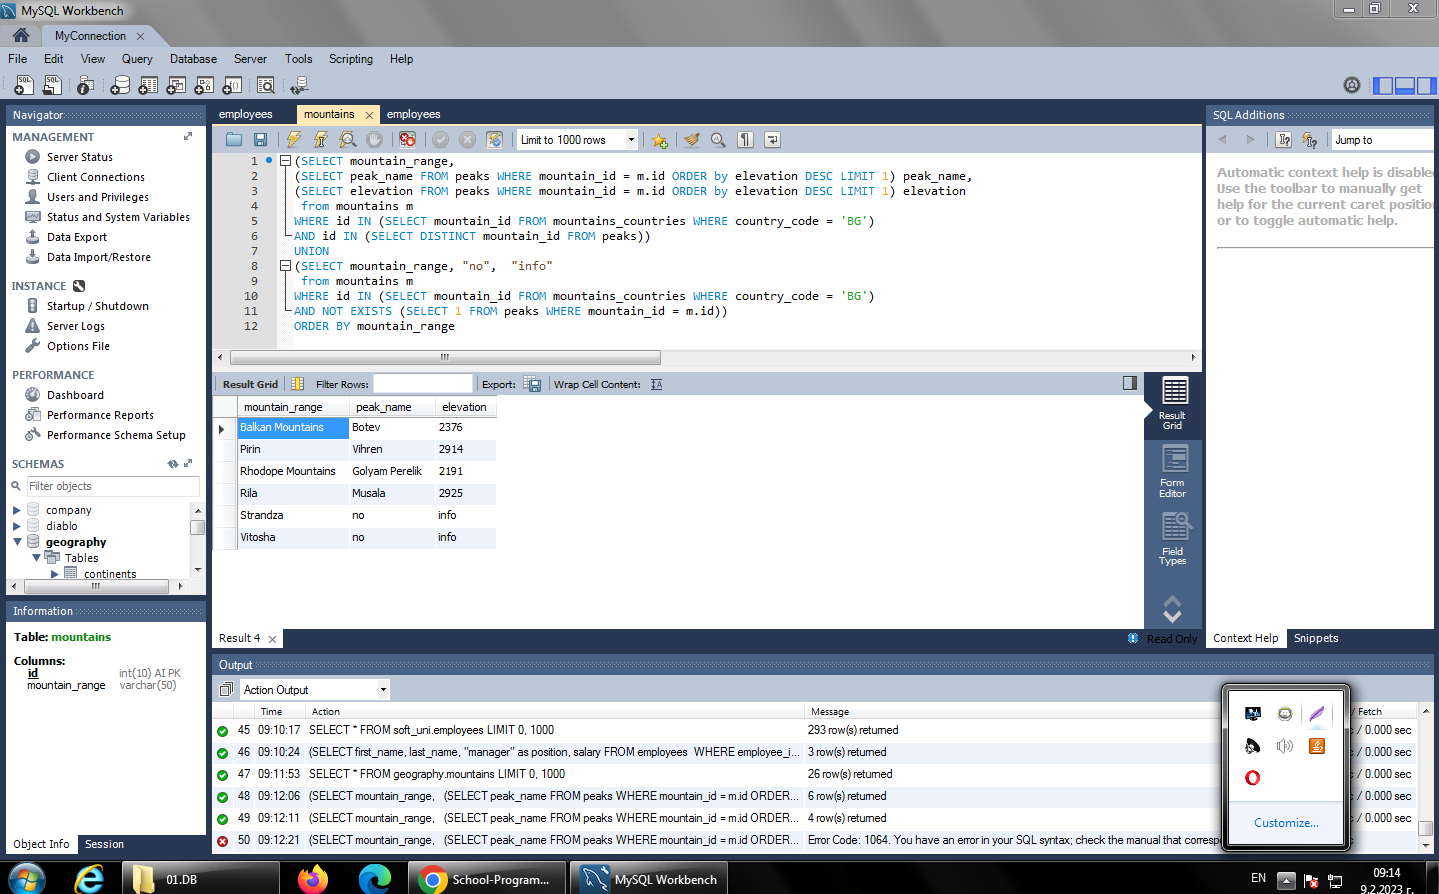 MySQL Workbench
MyConnection
File Edit View Query Database Server Tools Scripting Help
Navigator
MANAGEMENT
Server Status
Client Connections
Users and Privileges
Status and System Variables
Data Export
Data Import/Restore
INSTANCE
Startup / Shutdown
Server Logs
Options File
PERFORMANCE
Dashboard
Performance Reports
Performance Schema Setup
SCHEMAS
Filter objects
company
diablo
geography
Tables
continents
Information
Table: mountains
Columns:
id int(10) AI PK
mountain_range varchar(50)
Object Info Session
employees mountains employees
Limit to 1000 rows
1 (SELECT mountain_range,
2 (SELECT peak_name FROM peaks WHERE mountain_id = m.id ORDER by elevation DESC LIMIT 1) peak_name,
3 (SELECT elevation FROM peaks WHERE mountain_id = m.id ORDER by elevation DESC LIMIT 1) elevation
4 from mountains m
5 WHERE id IN (SELECT mountain_id FROM mountains_countries WHERE country_code = 'BG')
6 AND id IN (SELECT DISTINCT mountain_id FROM peaks))
7 UNION
8 (SELECT mountain_range, "no", "info"
9 from mountains m
10 WHERE id IN (SELECT mountain_id FROM mountains_countries WHERE country_code = 'BG')
11 AND NOT EXISTS (SELECT 1 FROM peaks WHERE mountain_id = m.id))
12 ORDER BY mountain_range
Result Grid Filter Rows: Export: Wrap Cell Content:
mountain_range peak_name elevation
Balkan Mountains Botev 2376
Pirin Vihren 2914
Rhodope Mountains Golyam Perelik 2191
Rila Musala 2925
Strandza no info
Vitosha no info
Result
Grid
Form
Editor
Field
Types
Result 4
Read Only
SQL Additions
Jump to
Automatic context help is disable
Use the toolbar to manually get
help for the current caret position
or to toggle automatic help.
Context Help Snippets
Output
Action Output
Time Action Message / Fetch
45 09:10:17 SELECT * FROM soft_uni.employees LIMIT 0, 1000 293 row(s) returned c / 0.000 sec
46 09:10:24 (SELECT first_name, last_name, "manager" as position, salary FROM employees WHERE employee_i... 3 row(s) returned c / 0.000 sec
47 09:11:53 SELECT * FROM geography.mountains LIMIT 0, 1000 26 row(s) returned c / 0.000 sec
48 09:12:06 (SELECT mountain_range, (SELECT peak_name FROM peaks WHERE mountain_id = m.id ORDER... 6 row(s) returned c / 0.000 sec
49 09:12:11 (SELECT mountain_range, (SELECT peak_name FROM peaks WHERE mountain_id = m.id ORDER... 4 row(s) returned c / 0.000 sec
50 09:12:21 (SELECT mountain_range, (SELECT peak_name FROM peaks WHERE mountain_id = m.id ORDER... Error Code: 1064. You have an error in your SQL syntax; check the manual that corresp
Customize...
01.DB
School-Program...
MySQL Workbench
EN
09:14
9.2.2023 г.